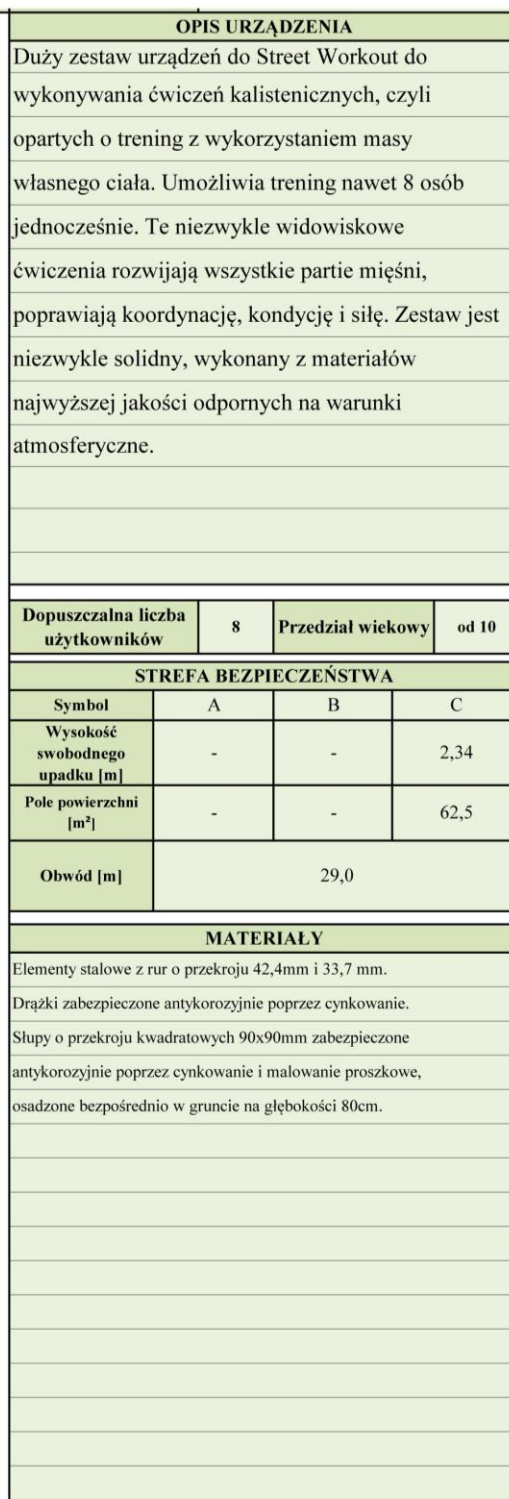 OPIS URZĄDZENIA
Duży zestaw urządzeń do Street Workout do
wykonywania ćwiczeń kalistenicznych, czyli
opartych o trening z wykorzystaniem masy
własnego ciała. Umożliwia trening nawet 8 osób
jednocześnie. Te niezwykle widowiskowe
ćwiczenia rozwijają wszystkie partie mięśni,
poprawiają koordynację, kondycję i siłę. Zestaw jest
niezwykle solidny, wykonany z materiałów
najwyższej jakości odpornych na warunki
atmosferyczne.
Dopuszczalna liczba
użytkowników
8
Przedział wiekowy
od 10
STREFA BEZPIECZEŃSTWA
Symbol A B C
Wysokość
swobodnego
upadku [m]
- - 2,34
Pole powierzchni
[m²]
- - 62,5
Obwód [m] 29,0
MATERIAŁY
Elementy stalowe z rur o przekroju 42,4mm i 33,7 mm.
Drążki zabezpieczone antykorozyjnie poprzez cynkowanie.
Słupy o przekroju kwadratowych 90x90mm zabezpieczone
antykorozyjnie poprzez cynkowanie i malowanie proszkowe,
osadzone bezpośrednio w gruncie na głębokości 80cm.